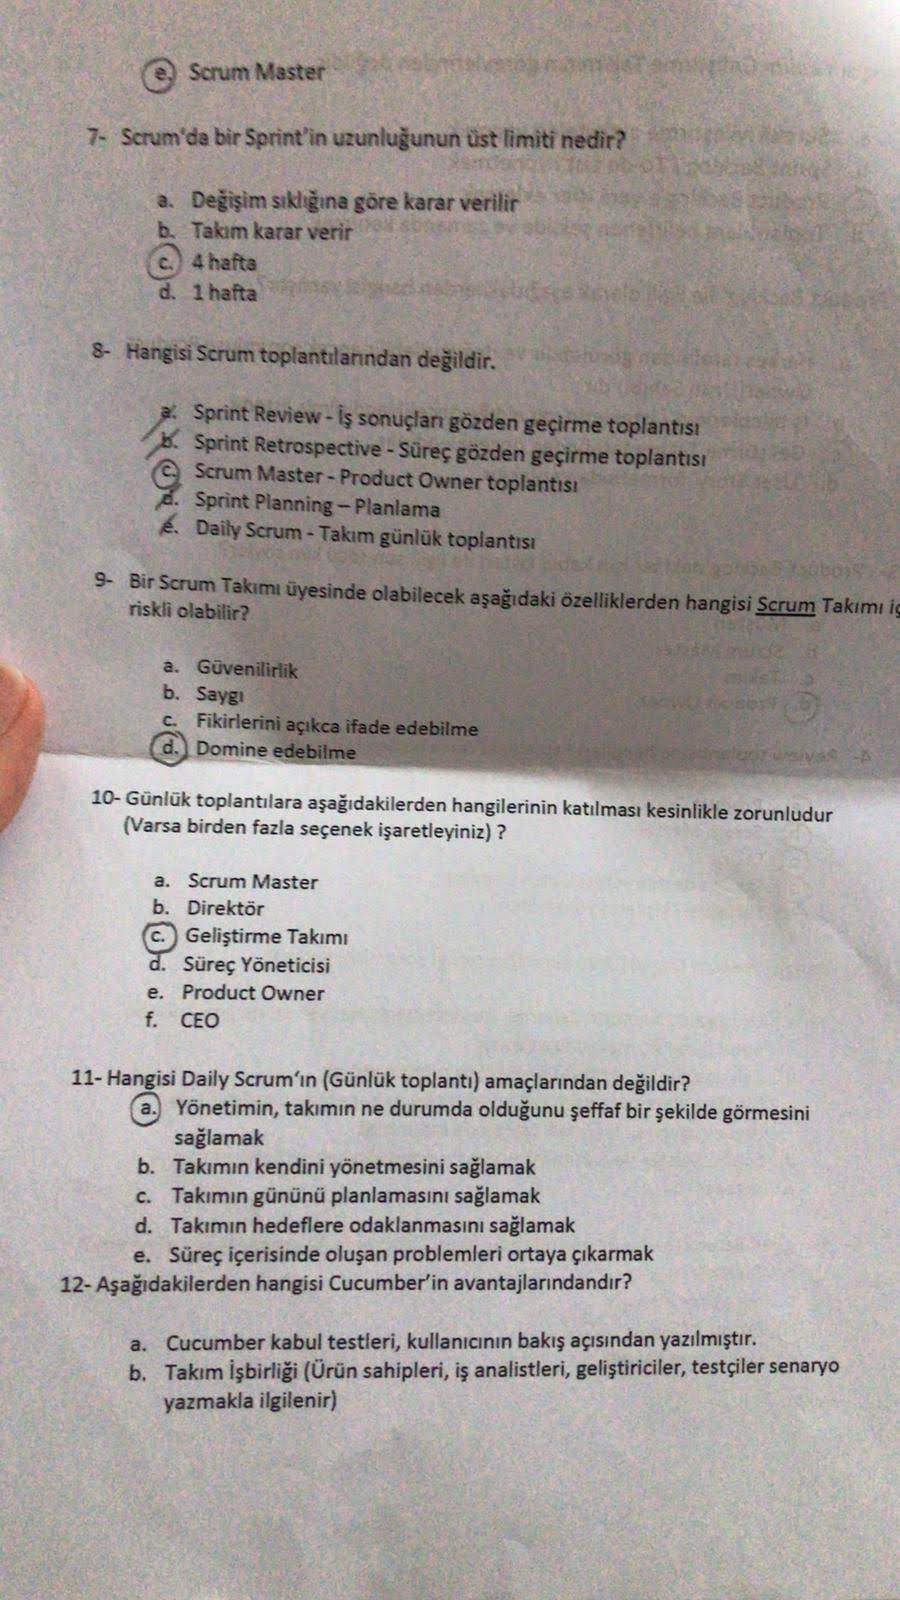 e. Scrum Master
7- Scrum'da bir Sprint'in uzunluğunun üst limiti nedir?
a. Değişim sıklığına göre karar verilir
b. Takım karar verir
c. 4 hafta
d. 1 hafta
8- Hangisi Scrum toplantılarından değildir.
a. Sprint Review - İş sonuçları gözden geçirme toplantısı
b. Sprint Retrospective - Süreç gözden geçirme toplantısı
c. Scrum Master - Product Owner toplantısı
d. Sprint Planning – Planlama
e. Daily Scrum - Takım günlük toplantısı
9- Bir Scrum Takımı üyesinde olabilecek aşağıdaki özelliklerden hangisi Scrum Takımı
riskli olabilir?
a. Güvenilirlik
b. Saygı
c. Fikirlerini açıkca ifade edebilme
d. Domine edebilme
10- Günlük toplantılara aşağıdakilerden hangilerinin katılması kesinlikle zorunludur
(Varsa birden fazla seçenek işaretleyiniz) ?
a. Scrum Master
b. Direktör
c. Geliştirme Takımı
d. Süreç Yöneticisi
e. Product Owner
f. CEO
11- Hangisi Daily Scrum'ın (Günlük toplantı) amaçlarından değildir?
a. Yönetimin, takımın ne durumda olduğunu şeffaf bir şekilde görmesini
sağlamak
b. Takımın kendini yönetmesini sağlamak
c. Takımın gününü planlamasını sağlamak
d. Takımın hedeflere odaklanmasını sağlamak
e. Süreç içerisinde oluşan problemleri ortaya çıkarmak
12- Aşağıdakilerden hangisi Cucumber'in avantajlarındandır?
a. Cucumber kabul testleri, kullanıcının bakış açısından yazılmıştır.
b. Takım İşbirliği (Ürün sahipleri, iş analistleri, geliştiriciler, testçiler senaryo
yazmakla ilgilenir)